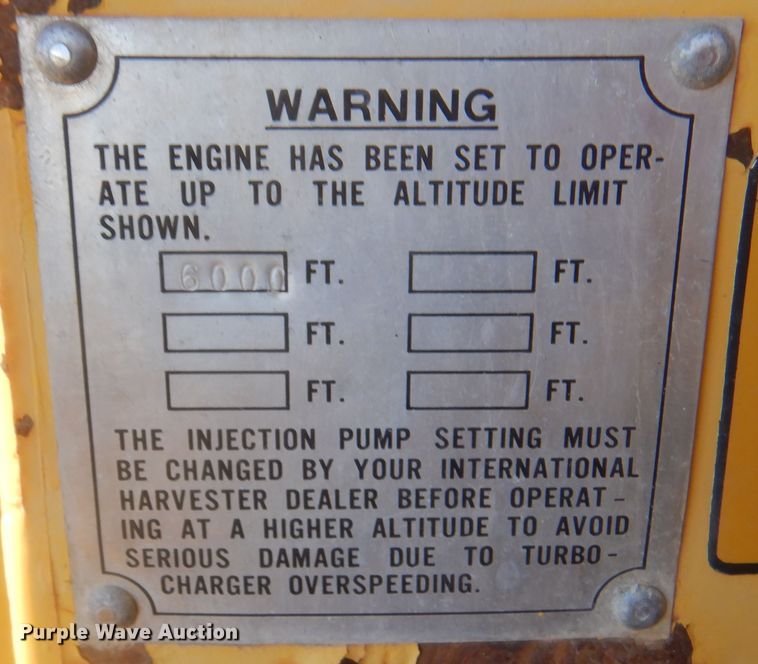 WARNING
THE ENGINE HAS BEEN SET TO OPER-
ATE UP TO THE ALTITUDE LIMIT
SHOWN.
6000 FT. FT.
FT. FT.
FT. FT.
THE INJECTION PUMP SETTING MUST
BE CHANGED BY YOUR INTERNATIONAL
HARVESTER DEALER BEFORE OPERAT-
ING AT A HIGHER ALTITUDE TO AVOID
SERIOUS DAMAGE DUE TO TURBO-
CHARGER OVERSPEEDING.
Purple Wave Auction